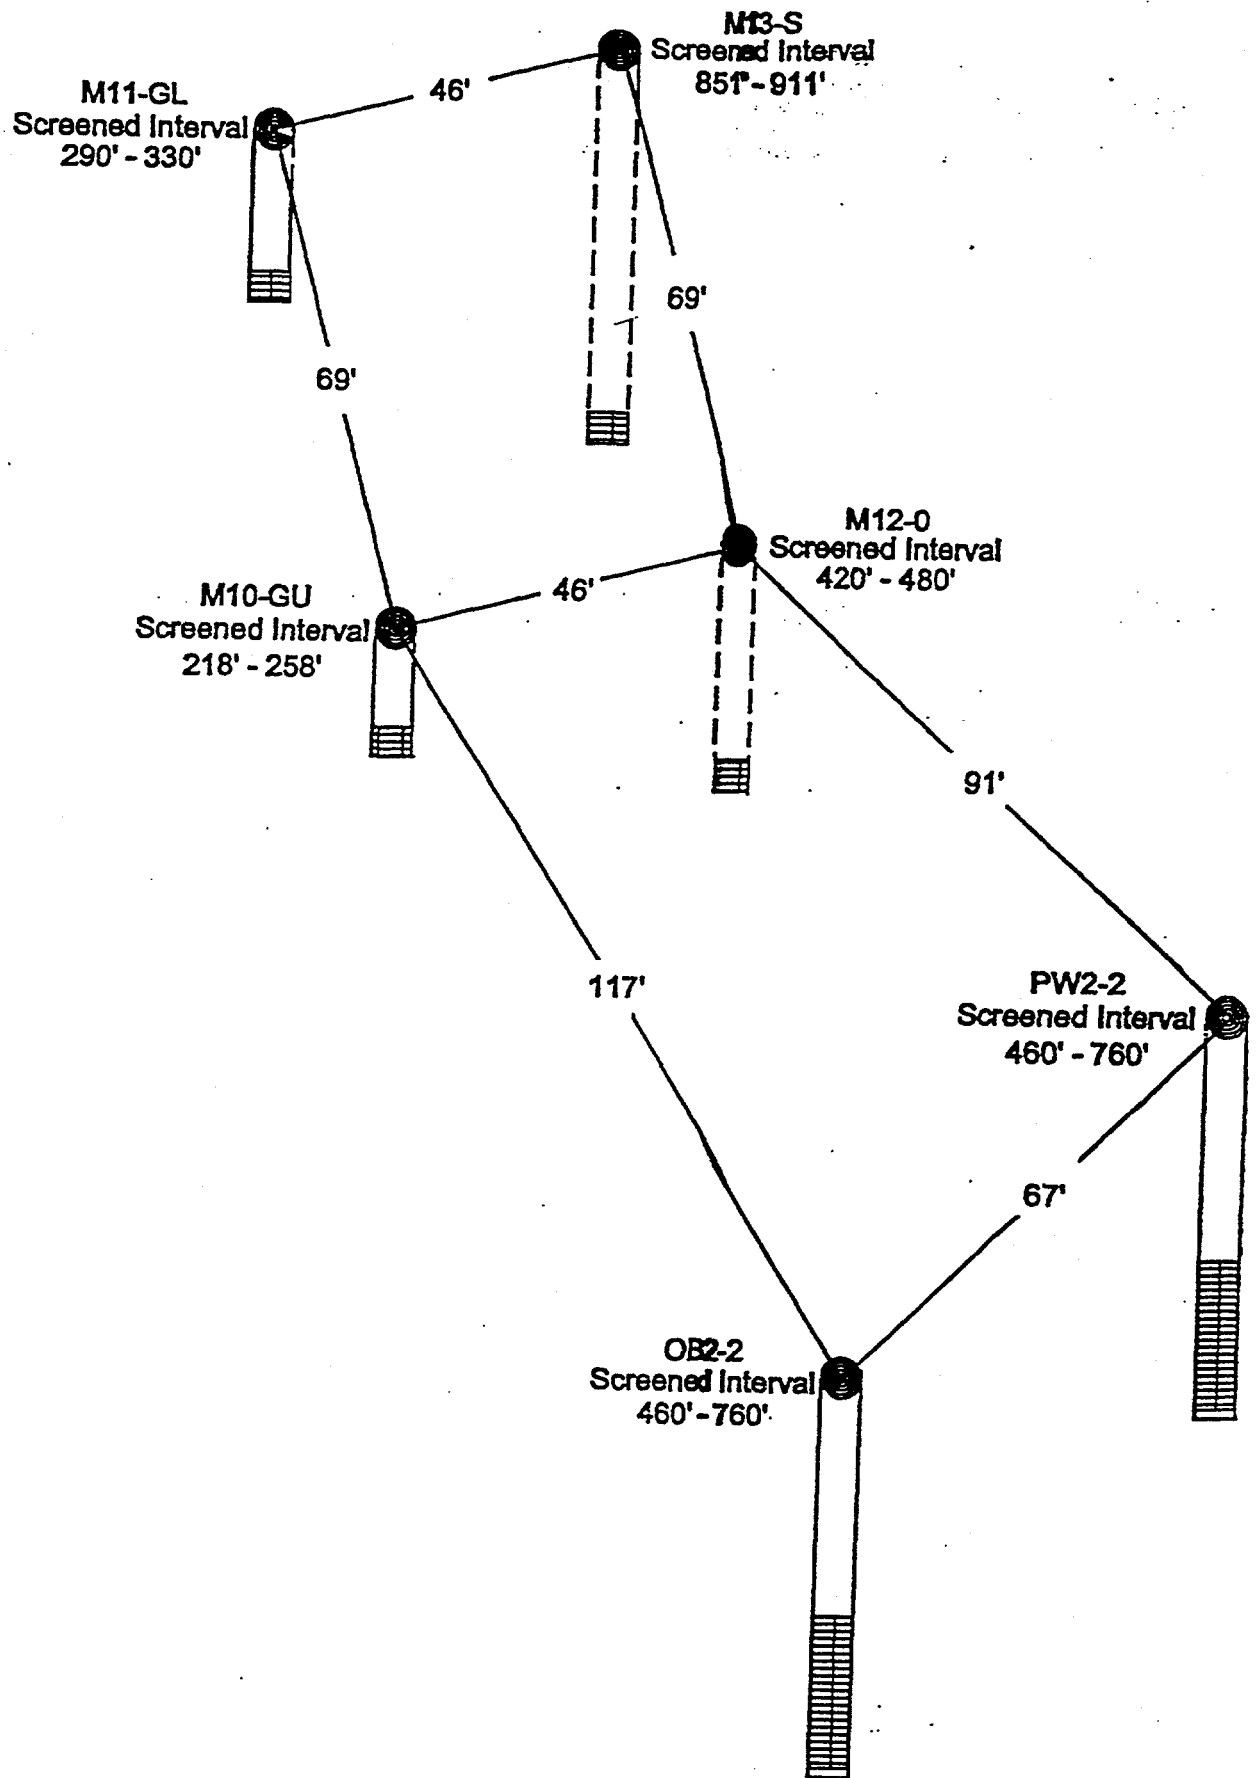 M13-S
Screened Interval
851'-911'
46'
M11-GL
Screened Interval
290' - 330'
69'
69'
M12-0
Screened Interval
420' - 480'
46'
M10-GU
Screened Interval
218' - 258'
91'
117'
PW2-2
Screened Interval
460' - 760'
67'
OB2-2
Screened Interval
460' - 760'